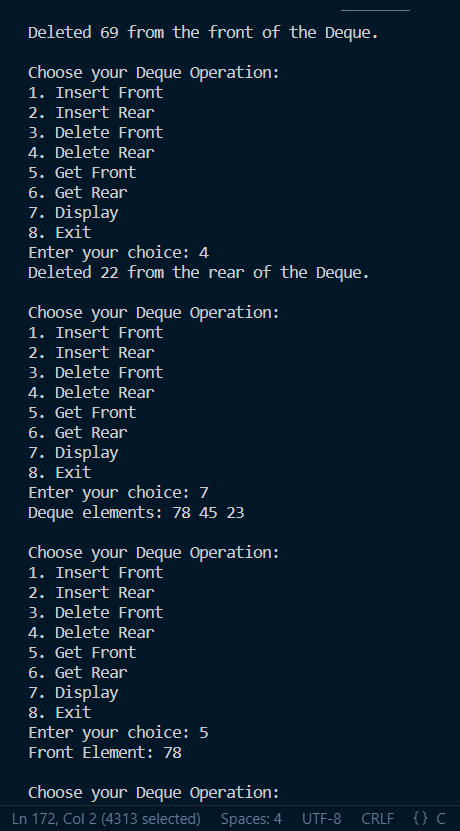 Deleted 69 from the front of the Deque.
Choose your Deque Operation:
1. Insert Front
2. Insert Rear
3. Delete Front
4. Delete Rear
5. Get Front
6. Get Rear
7. Display
8. Exit
Enter your choice: 4
Deleted 22 from the rear of the Deque.
Choose your Deque Operation:
1. Insert Front
2. Insert Rear
3. Delete Front
4. Delete Rear
5. Get Front
6. Get Rear
7. Display
8. Exit
Enter your choice: 7
Deque elements: 78 45 23
Choose your Deque Operation:
1. Insert Front
2. Insert Rear
3. Delete Front
4. Delete Rear
5. Get Front
6. Get Rear
7. Display
8. Exit
Enter your choice: 5
Front Element: 78
Choose your Deque Operation:
Ln 172, Col 2 (4313 selected) Spaces: 4 UTF-8 CRLF {} C